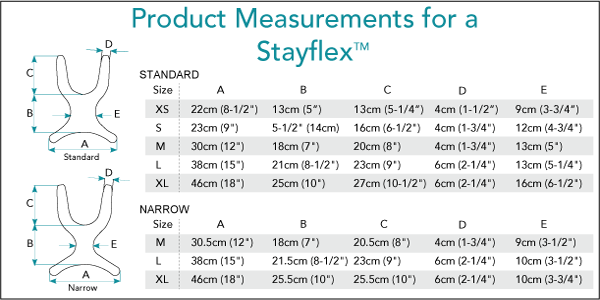 Product Measurements for a
Stayflex™
D
C
B
E
A
Standard
STANDARD
Size A B C D E
XS 22cm (8-1/2") 13cm (5") 13cm (5-1/4") 4cm (1-1/2") 9cm (3-3/4")
S 23cm (9") 5-1/2" (14cm) 16cm (6-1/2") 4cm (1-3/4") 12cm (4-3/4")
M 30cm (12") 18cm (7") 20cm (8") 4cm (1-3/4") 13cm (5")
L 38cm (15") 21cm (8-1/2") 23cm (9") 6cm (2-1/4") 13cm (5-1/4")
XL 46cm (18") 25cm (10") 27cm (10-1/2") 6cm (2-1/4") 16cm (6-1/2")
D
C
B
E
A
Narrow
NARROW
Size A B C D E
M 30.5cm (12") 18cm (7") 20.5cm (8") 4cm (1-3/4") 9cm (3-1/2")
L 38cm (15") 21.5cm (8-1/2") 23cm (9") 6cm (2-1/4") 10cm (3-1/2")
XL 46cm (18") 25.5cm (10") 25.5cm (10") 6cm (2-1/4") 10cm (3-3/4")